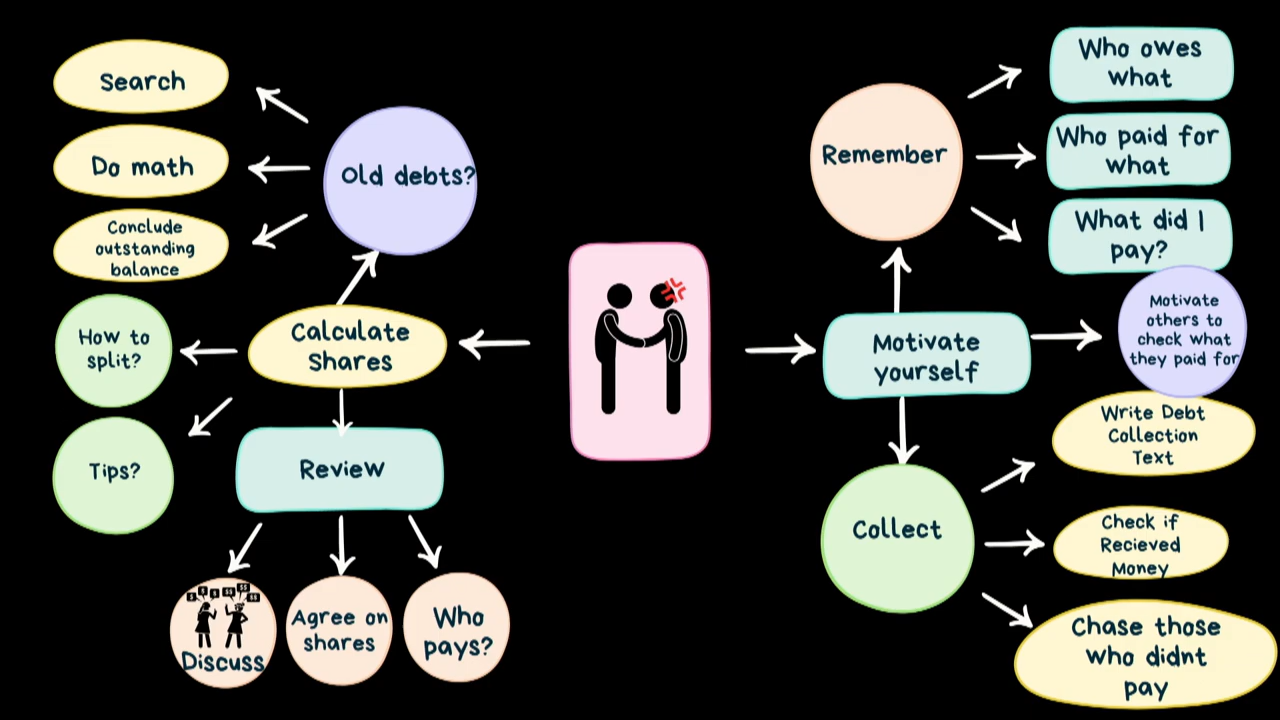 Search
Do math
Conclude
outstanding
balance
Old debts?
How to
split?
Tips?
Calculate
Shares
Review
Discuss
Agree on
shares
Who
pays?
Remember
Who owes
what
Who paid for
what
What did I
pay?
Motivate
yourself
Motivate
others to
check what
they paid for
Collect
Write Debt
Collection
Text
Check if
Recieved
Money
Chase those
who didnt
pay